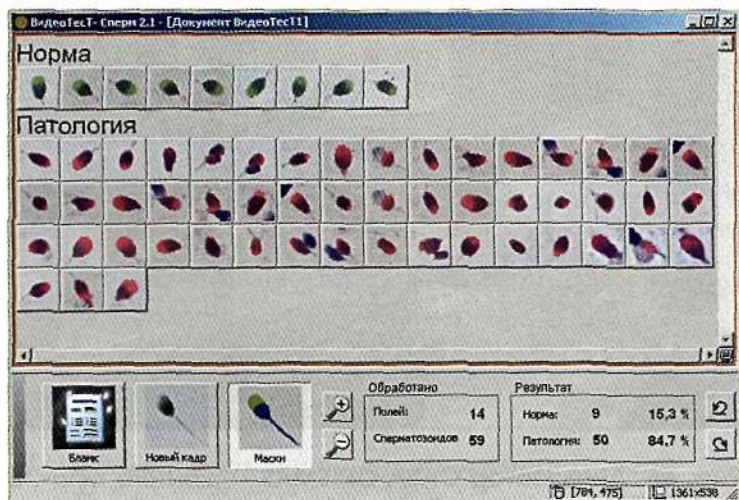 ВидеоТесТ- Сперм 2.1 - [Документ ВидеоТесТ1]
Норма
Патология
Обработано
Полей: 14
Сперматозоидов 59
Результат
Норма: 9 15,3 %
Патология: 50 84,7 %
Бланк
Новый кадр
Маски
[784, 475]
1361x538